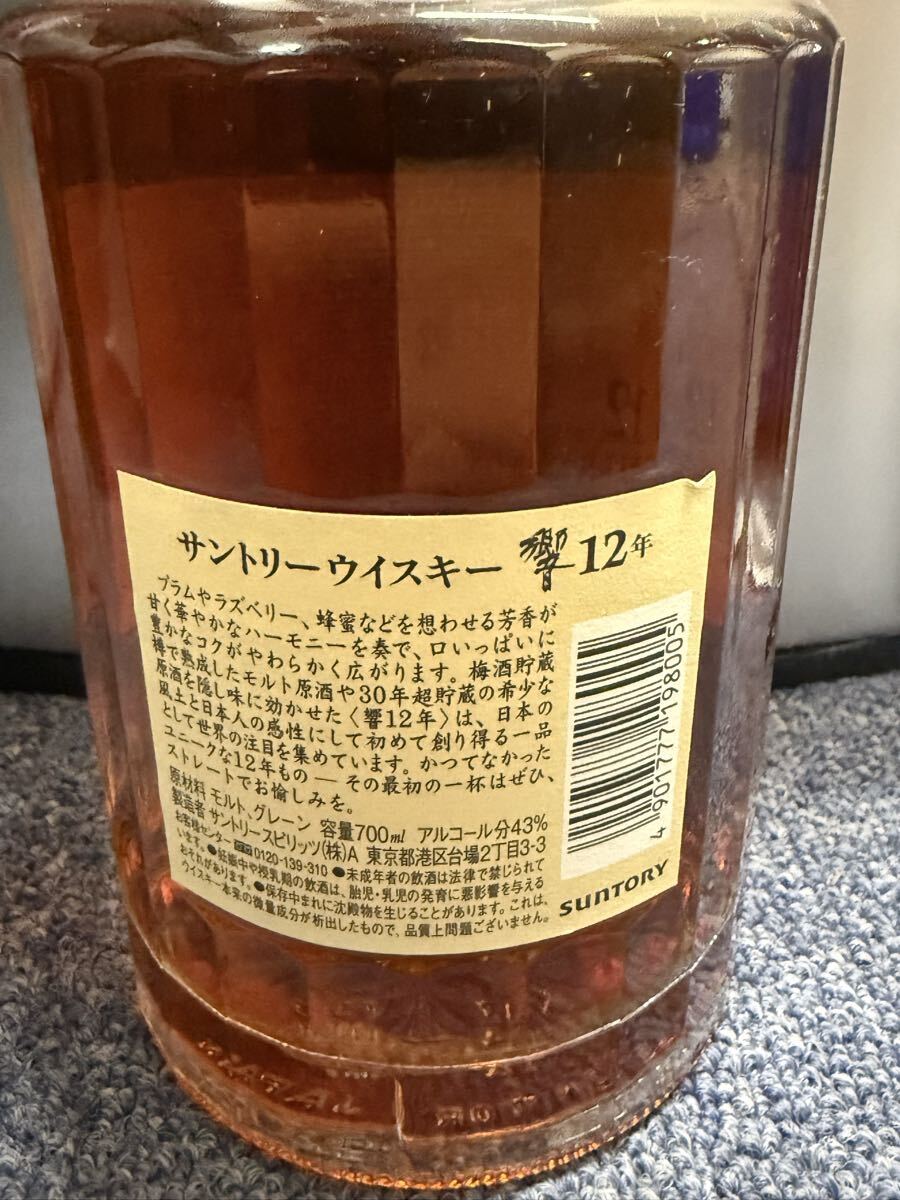 サントリーウイスキー 響12年
プラムやラズベリー、蜂蜜などを想わせる芳香が
甘く華やかなハーモニーを奏で、口いっぱいに
豊かなコクがやわらかく広がります。梅酒貯蔵
樽で熟成したモルト原酒や30年超貯蔵の希少な
原酒を隠し味に効かせた〈響12年〉は、日本の
風土と日本人の感性にして初めて創り得る一品
として世界の注目を集めています。かつてなかった
ユニークな12年もの ― その最初の一杯はぜひ、
ストレートでお愉しみを。
原材料 モルト、グレーン 容量700ml アルコール分43%
製造者 サントリースピリッツ(株)A 東京都港区台場2丁目3-3
お客様センター 0120-139-310 ●未成年者の飲酒は法律で禁じられて
います。●妊娠中や授乳期の飲酒は、胎児・乳児の発育に悪影響を与える
おそれがあります。●保存中まれに沈殿物を生じることがあります。これは、
ウイスキー本来の微量成分が析出したもので、品質上問題ございません。
4 901777 198005
SUNTORY